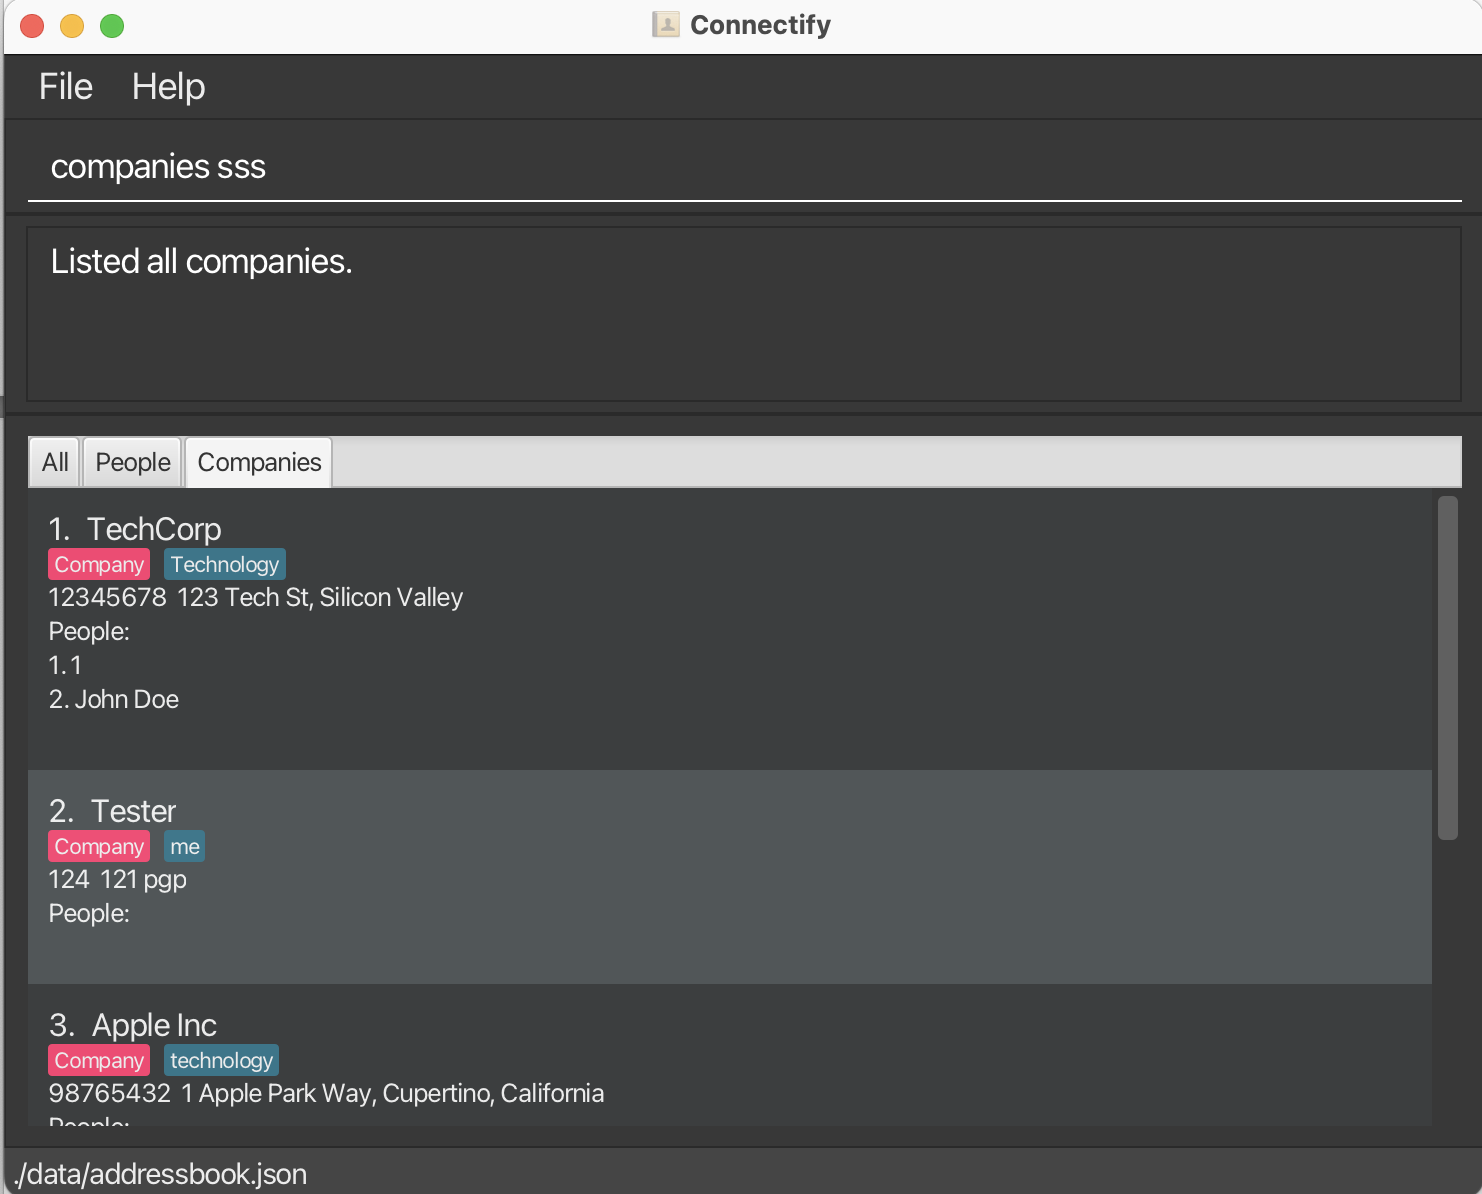 Connectify
File Help
companies sss
Listed all companies.
All People Companies
1. TechCorp
Company Technology
12345678 123 Tech St, Silicon Valley
People:
1. 1
2. John Doe
2. Tester
Company me
124 121 pgp
People:
3. Apple Inc
Company technology
98765432 1 Apple Park Way, Cupertino, California
People:
./data/addressbook.json